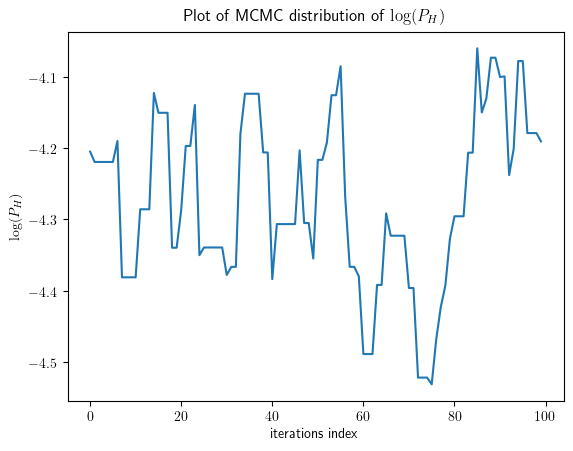 Plot of MCMC distribution of log(P_H)
log(P_H)
−4.1
−4.2
−4.3
−4.4
−4.5
0 20 40 60 80 100
iterations index